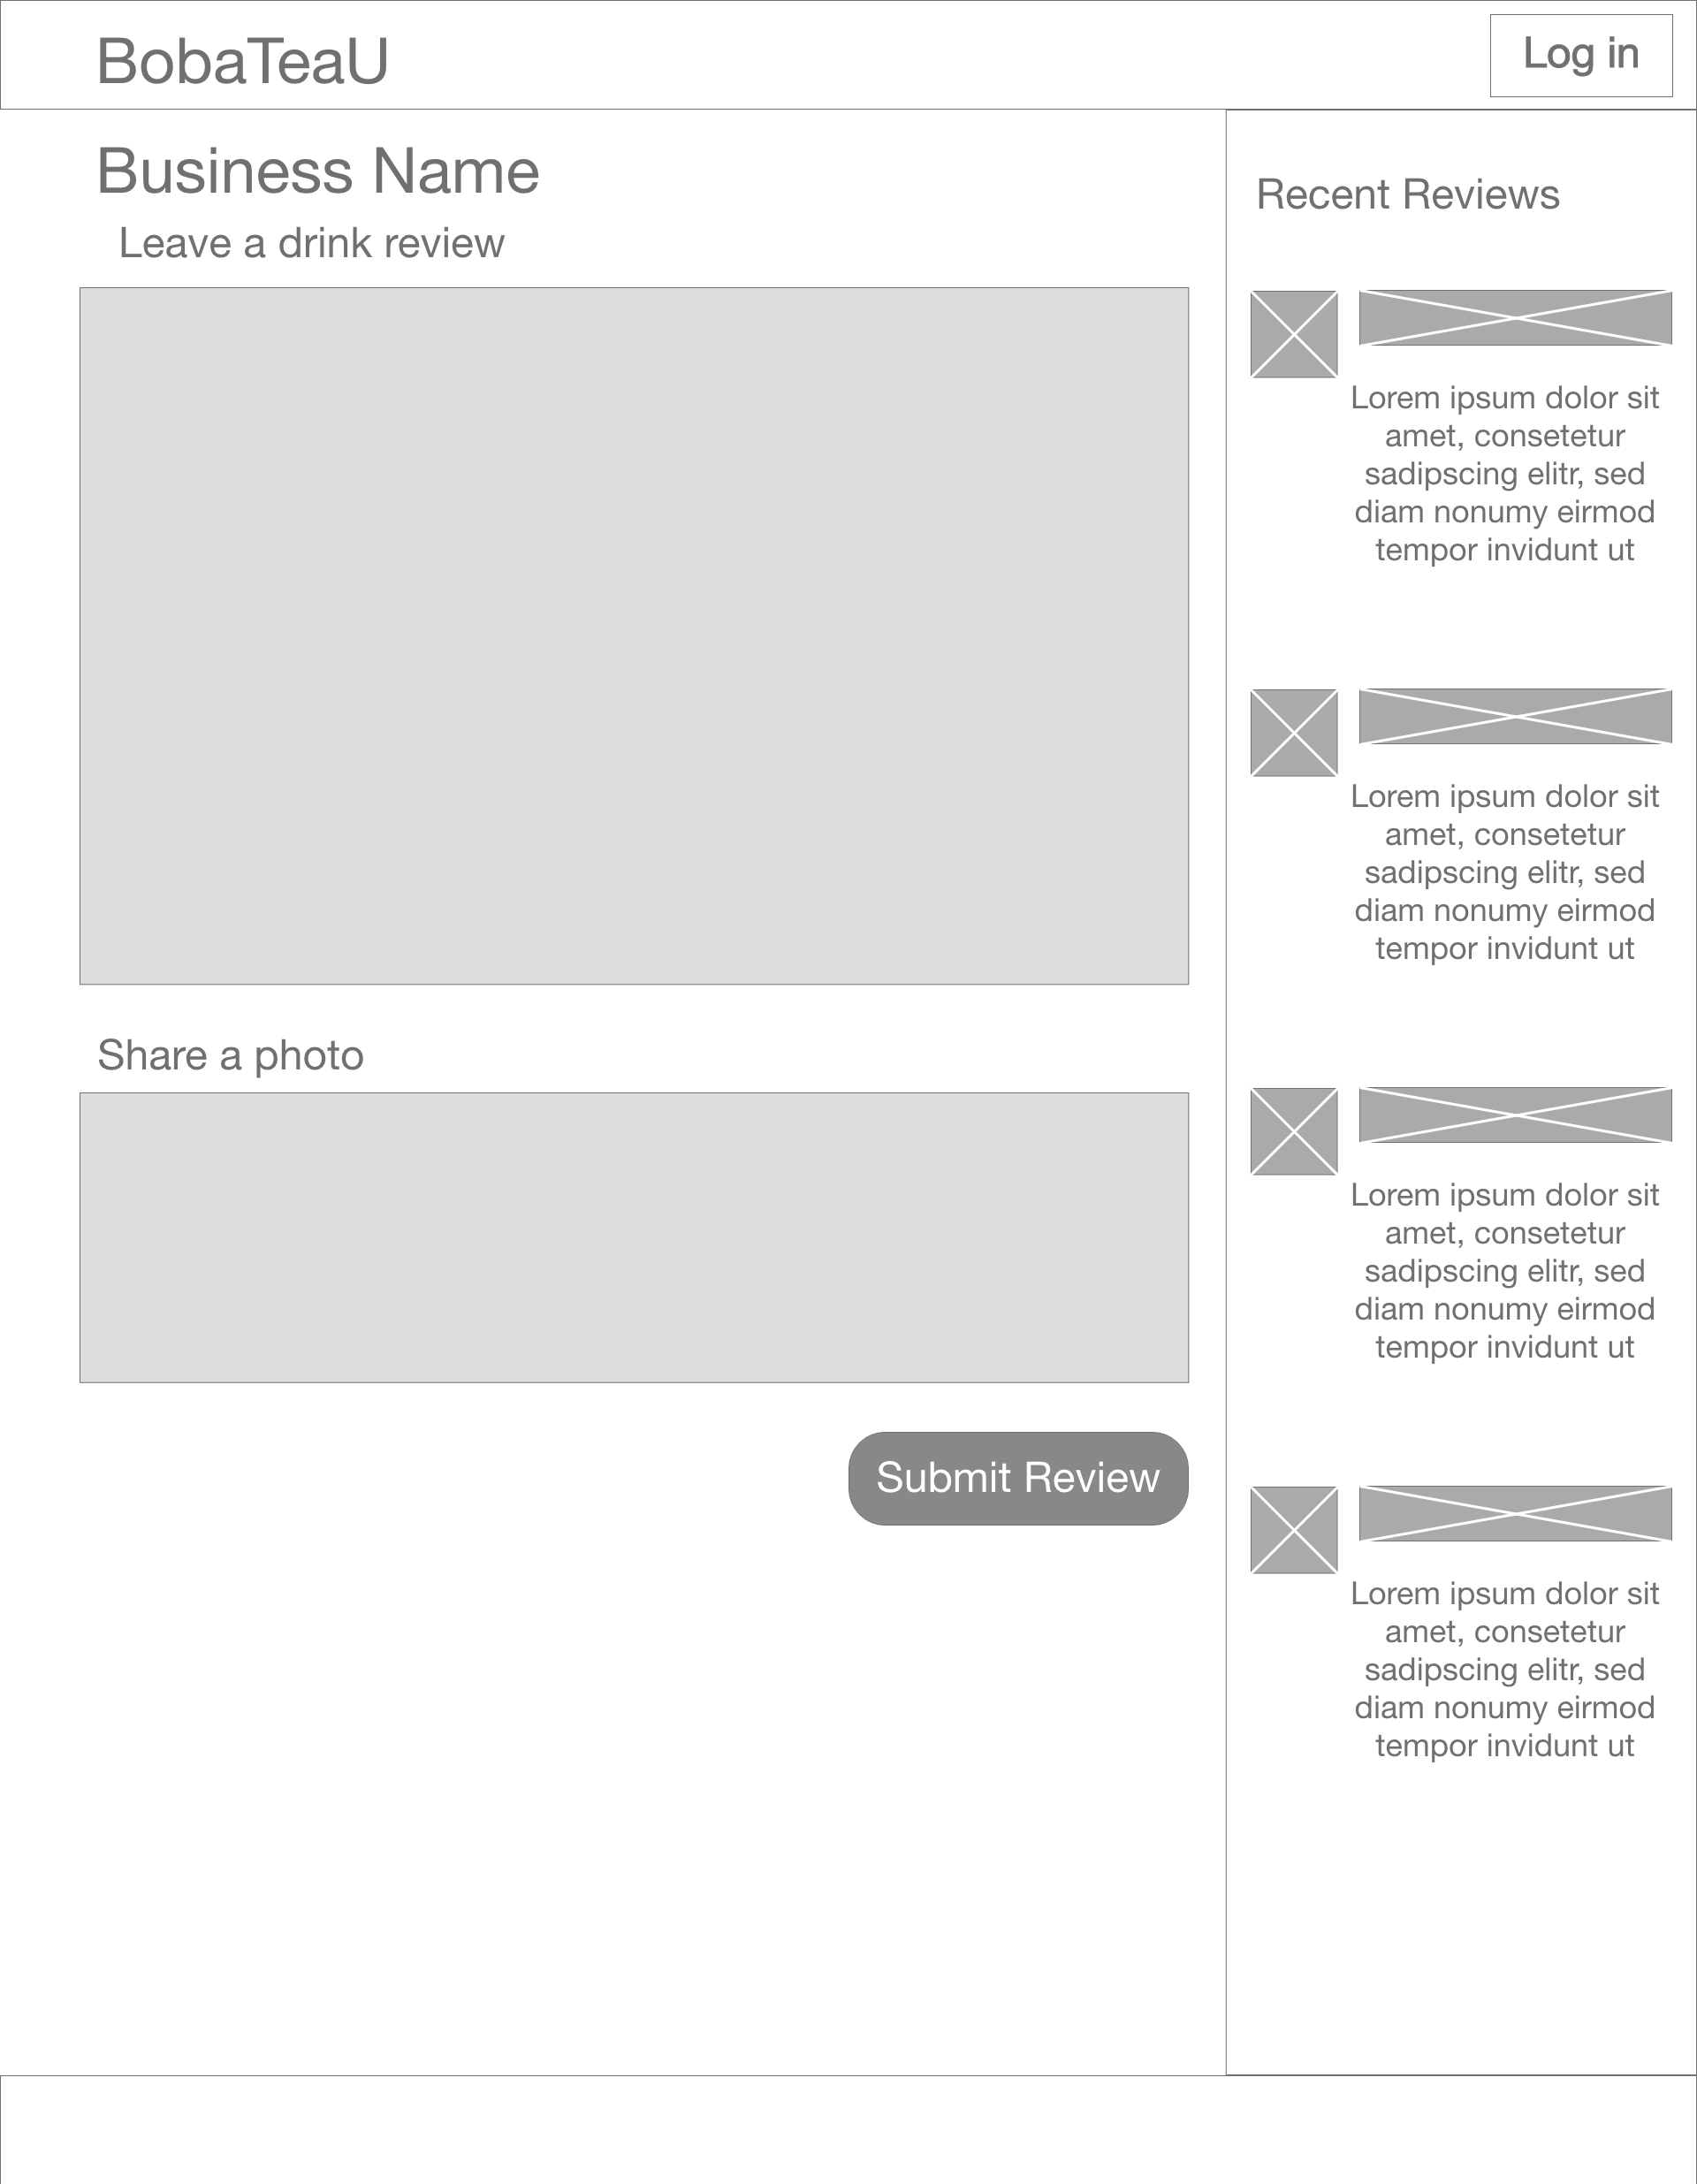 BobaTeaU
Log in
Business Name
Leave a drink review
Share a photo
Submit Review
Recent Reviews
Lorem ipsum dolor sit
amet, consetetur
sadipscing elitr, sed
diam nonumy eirmod
tempor invidunt ut
Lorem ipsum dolor sit
amet, consetetur
sadipscing elitr, sed
diam nonumy eirmod
tempor invidunt ut
Lorem ipsum dolor sit
amet, consetetur
sadipscing elitr, sed
diam nonumy eirmod
tempor invidunt ut
Lorem ipsum dolor sit
amet, consetetur
sadipscing elitr, sed
diam nonumy eirmod
tempor invidunt ut